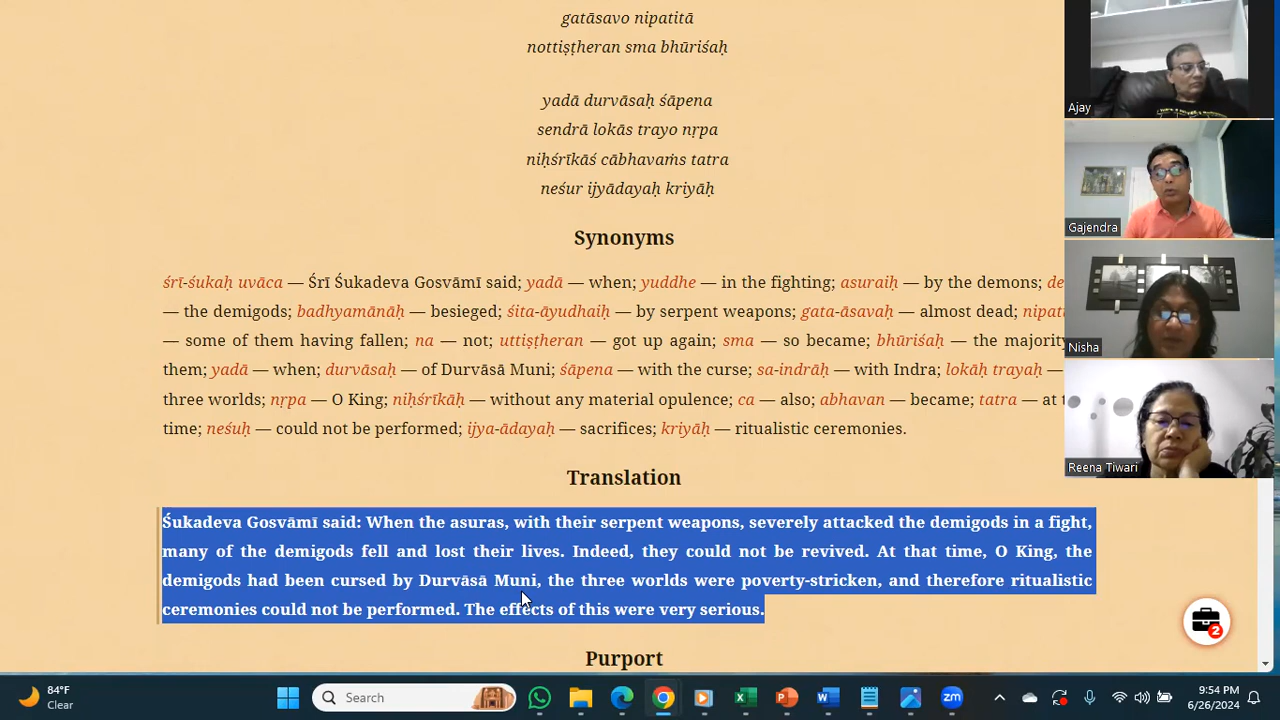 gatāsavo nipatitā
nottiṣṭheran sma bhūriśaḥ
yadā durvāsaḥ śāpena
sendrā lokās trayo nṛpa
niḥśrīkāś cābhavaṁs tatra
neśur ijyādayaḥ kriyāḥ
Synonyms
śrī-śukaḥ uvāca — Śrī Śukadeva Gosvāmī said; yadā — when; yuddhe — in the fighting; asuraiḥ — by the demons; de
— the demigods; badhyamānāḥ — besieged; śita-āyudhaiḥ — by serpent weapons; gata-āsavaḥ — almost dead; nipati
— some of them having fallen; na — not; uttiṣṭheran — got up again; sma — so became; bhūriśaḥ — the majority
them; yadā — when; durvāsaḥ — of Durvāsā Muni; śāpena — with the curse; sa-indrāḥ — with Indra; lokāḥ trayaḥ —
three worlds; nṛpa — O King; niḥśrīkāḥ — without any material opulence; ca — also; abhavan — became; tatra — at t
time; neśuḥ — could not be performed; ijya-ādayaḥ — sacrifices; kriyāḥ — ritualistic ceremonies.
Translation
Śukadeva Gosvāmī said: When the asuras, with their serpent weapons, severely attacked the demigods in a fight,
many of the demigods fell and lost their lives. Indeed, they could not be revived. At that time, O King, the
demigods had been cursed by Durvāsā Muni, the three worlds were poverty-stricken, and therefore ritualistic
ceremonies could not be performed. The effects of this were very serious.
Purport
Ajay
Gajendra
Nisha
Reena Tiwari
2
84°F
Clear
Search
zm
9:54 PM
6/26/2024